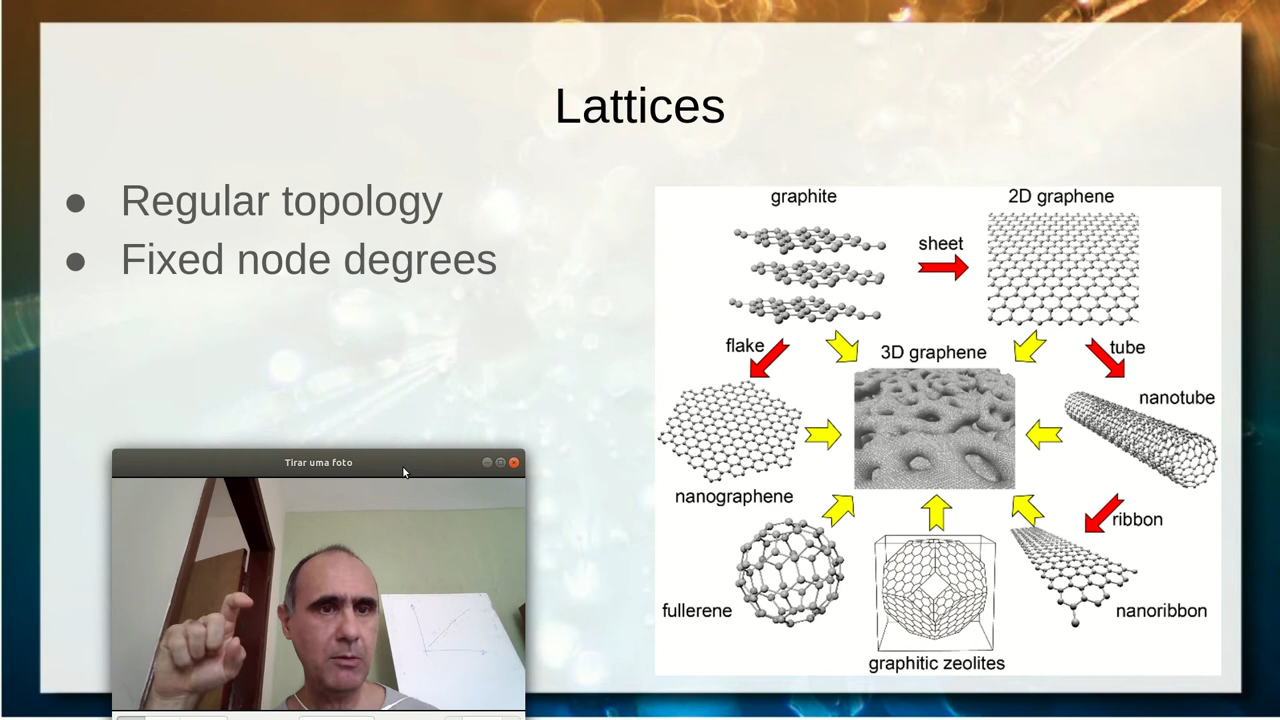 Lattices
● Regular topology
● Fixed node degrees
graphite
2D graphene
sheet
flake
3D graphene
tube
nanotube
nanographene
ribbon
fullerene
nanoribbon
graphitic zeolites
Tirar uma foto